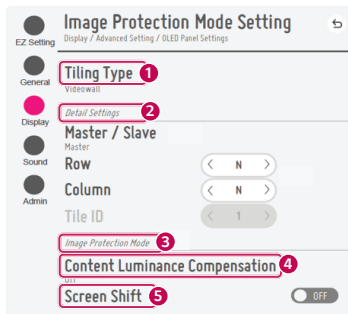 Image Protection Mode Setting
Display / Advanced Setting / OLED Panel Settings
EZ Setting
General
Display
Sound
Admin
Tiling Type 1
Videowall
Detail Settings 2
Master / Slave
Master
Row < N >
Column < N >
Tile ID < 1 >
Image Protection Mode 3
Content Luminance Compensation 4
Off
Screen Shift 5
OFF